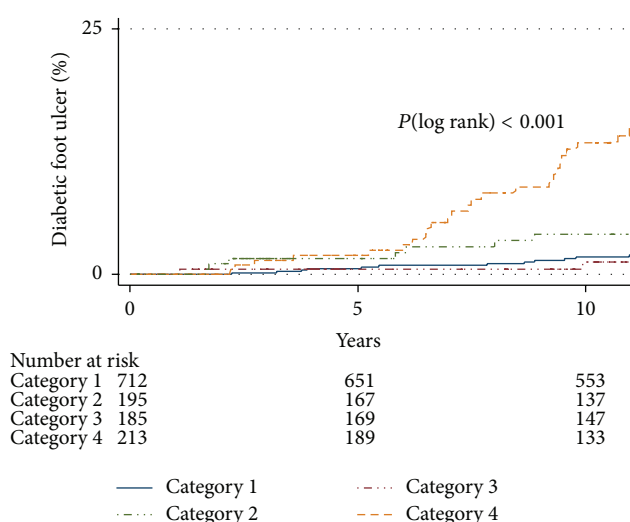 25
Diabetic foot ulcer (%)
P(log rank) < 0.001
0
0 5 10
Years
Number at risk
Category 1 712 651 553
Category 2 195 167 137
Category 3 185 169 147
Category 4 213 189 133
Category 1 Category 3
Category 2 Category 4